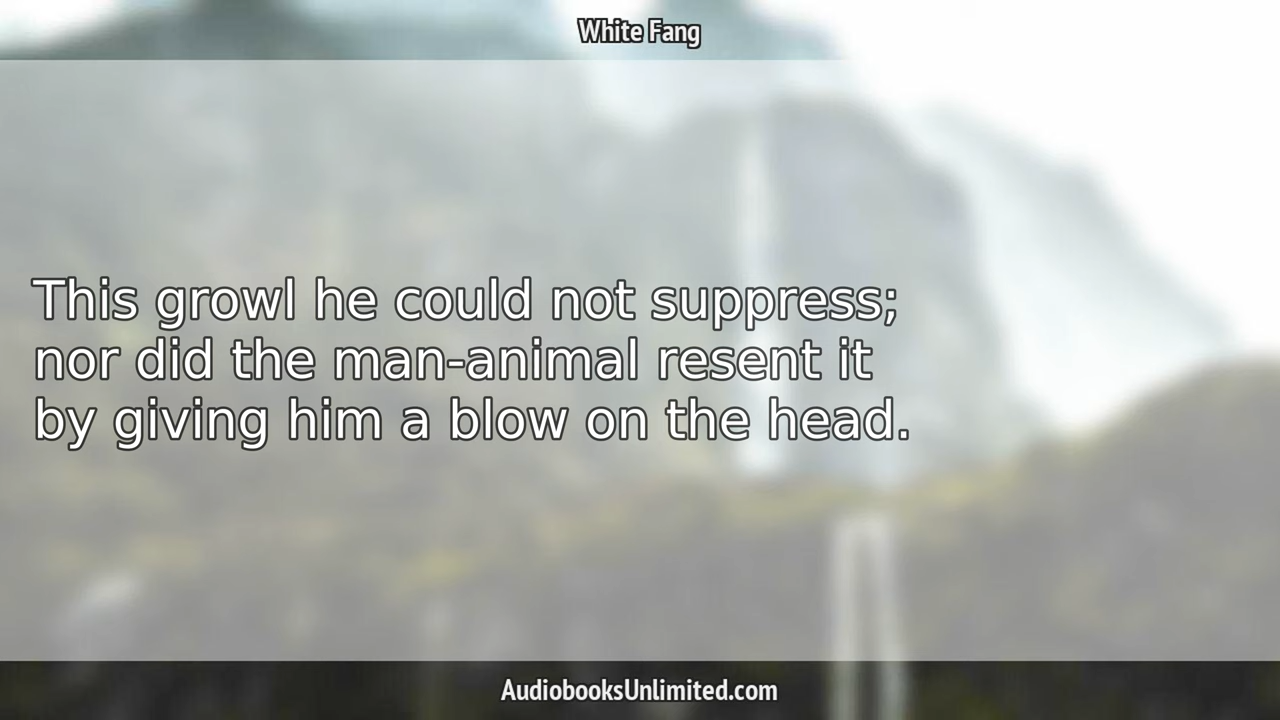 White Fang
This growl he could not suppress;
nor did the man-animal resent it
by giving him a blow on the head.
AudiobooksUnlimited.com